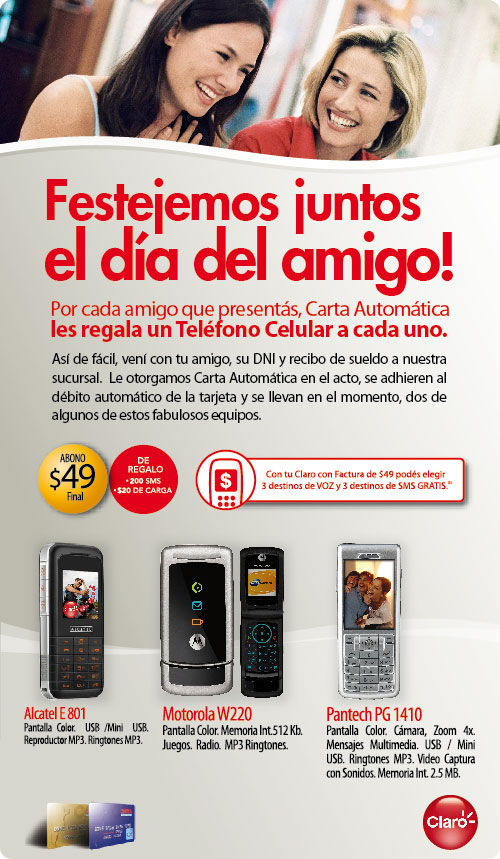 Festejemos juntos
el día del amigo!
Por cada amigo que presentás, Carta Automática
les regala un Teléfono Celular a cada uno.
Así de fácil, vení con tu amigo, su DNI y recibo de sueldo a nuestra
sucursal. Le otorgamos Carta Automática en el acto, se adhieren al
débito automático de la tarjeta y se llevan en el momento, dos de
algunos de estos fabulosos equipos.
ABONO
$49
Final
DE
REGALO
• 200 SMS
• $20 DE CARGA
$
Con tu Claro con Factura de $49 podés elegir
3 destinos de VOZ y 3 destinos de SMS GRATIS.
Alcatel E 801
Pantalla Color. USB /Mini USB.
Reproductor MP3. Ringtones MP3.
Motorola W220
Pantalla Color. Memoria Int.512 Kb.
Juegos. Radio. MP3 Ringtones.
Pantech PG 1410
Pantalla Color. Cámara, Zoom 4x.
Mensajes Multimedia. USB / Mini
USB. Ringtones MP3. Video Captura
con Sonidos. Memoria Int. 2.5 MB.
Claro